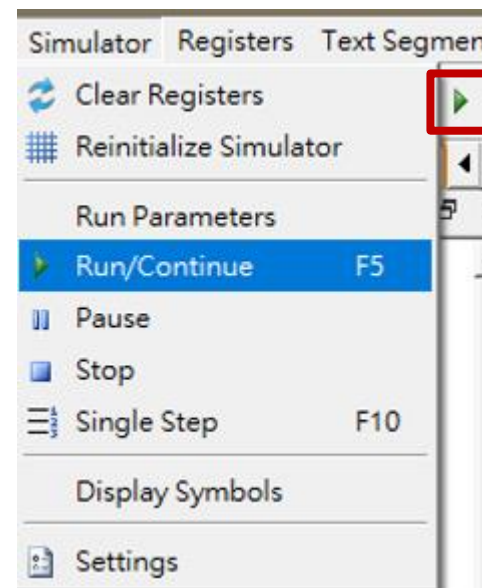 Simulator Registers Text Segmen
Clear Registers
Reinitialize Simulator
Run Parameters
Run/Continue F5
Pause
Stop
Single Step F10
Display Symbols
Settings